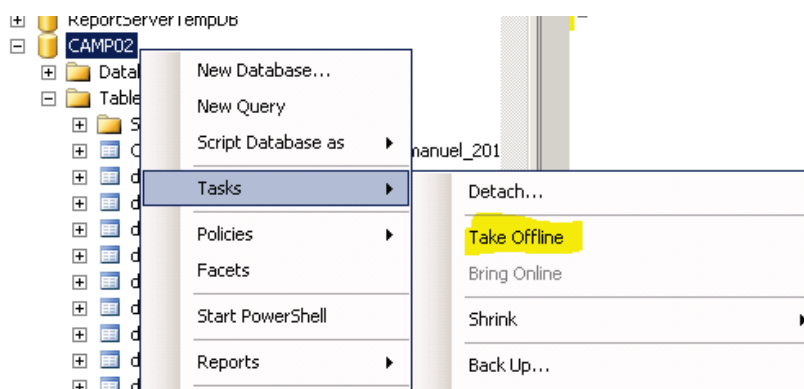 ReportServerTempDB
CAMP02
New Database...
Datab
Table
New Query
S
Script Database as
C
manuel_201
d
Tasks
Detach...
d
d
Policies
Take Offline
d
Facets
Bring Online
d
Start PowerShell
Shrink
d
d
Reports
Back Up...
d